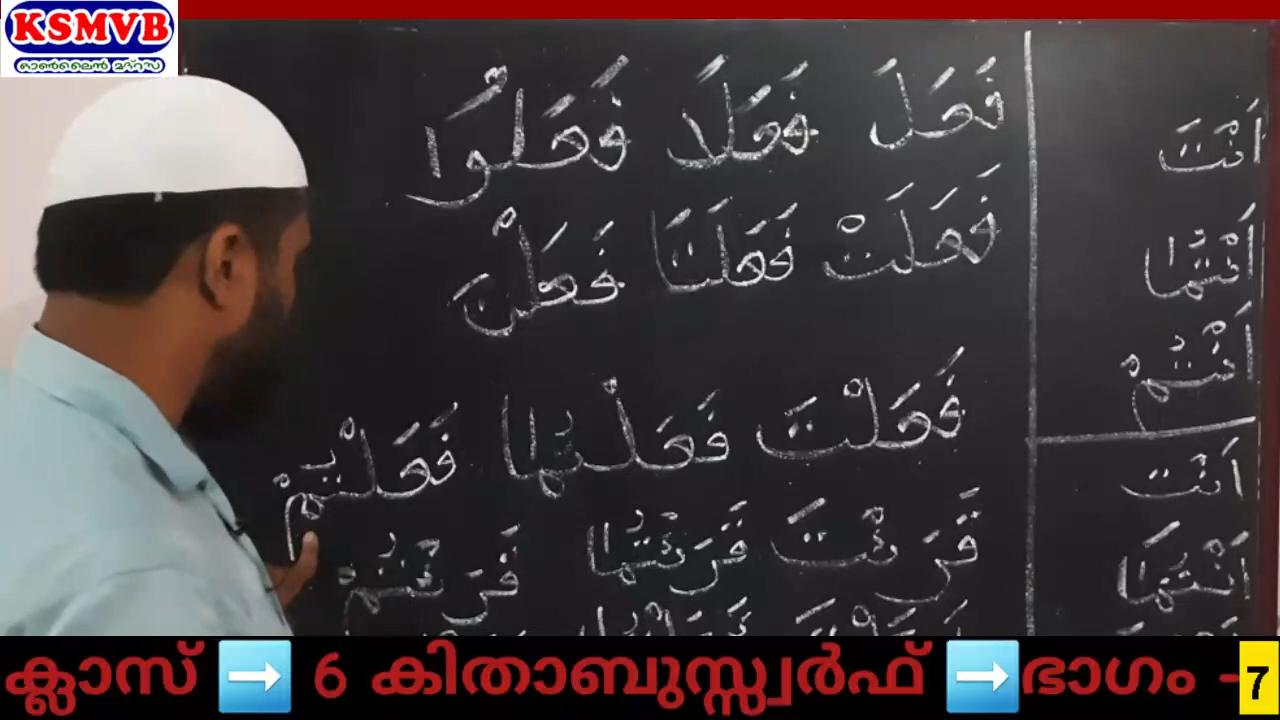 KSMVB
ഓൺലൈൻ മദ്റസ
فَعَلَ فَعَلَا فَعَلُوا
فَعَلَتْ فَعَلَتَا فَعَلْنَ
فَعَلْتَ فَعَلْتُمَا فَعَلْتُمْ
قَرَئْتَ قَرَئْتُمَا قَرَئْتُمْ
اَنْتَ
اَنْتُمَا
اَنْتُمْ
اَنْتِ
اَنْتُمَا
ക്ലാസ് ➡ 6 കിതാബുസ്സ്വർഫ് ➡ ഭാഗം - 7